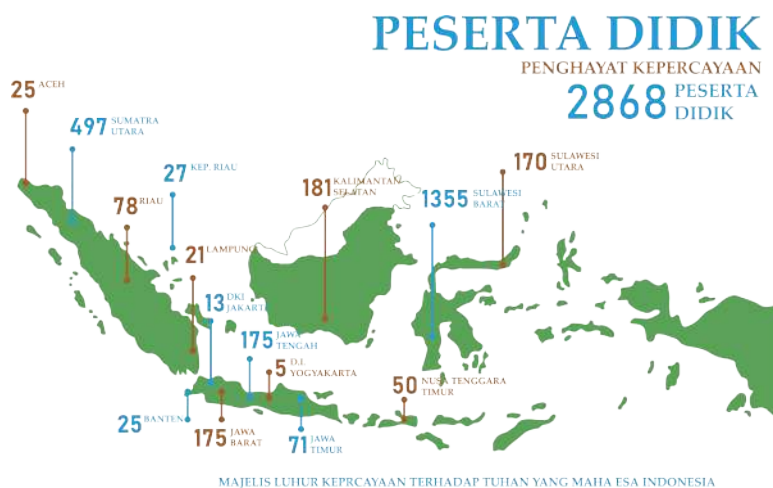 PESERTA DIDIK
PENGHAYAT KEPERCAYAAN
2868 PESERTA
DIDIK
25 ACEH
497 SUMATRA
UTARA
27 KEP. RIAU
78 RIAU
21 LAMPUNG
13 DKI
JAKARTA
181 KALIMANTAN
SELATAN
1355 SULAWESI
BARAT
170 SULAWESI
UTARA
175 JAWA
TENGAH
5 D.I.
YOGYAKARTA
50 NUSA TENGGARA
TIMUR
25 BANTEN
175 JAWA
BARAT
71 JAWA
TIMUR
MAJELIS LUHUR KEPRCAYAAN TERHADAP TUHAN YANG MAHA ESA INDONESIA